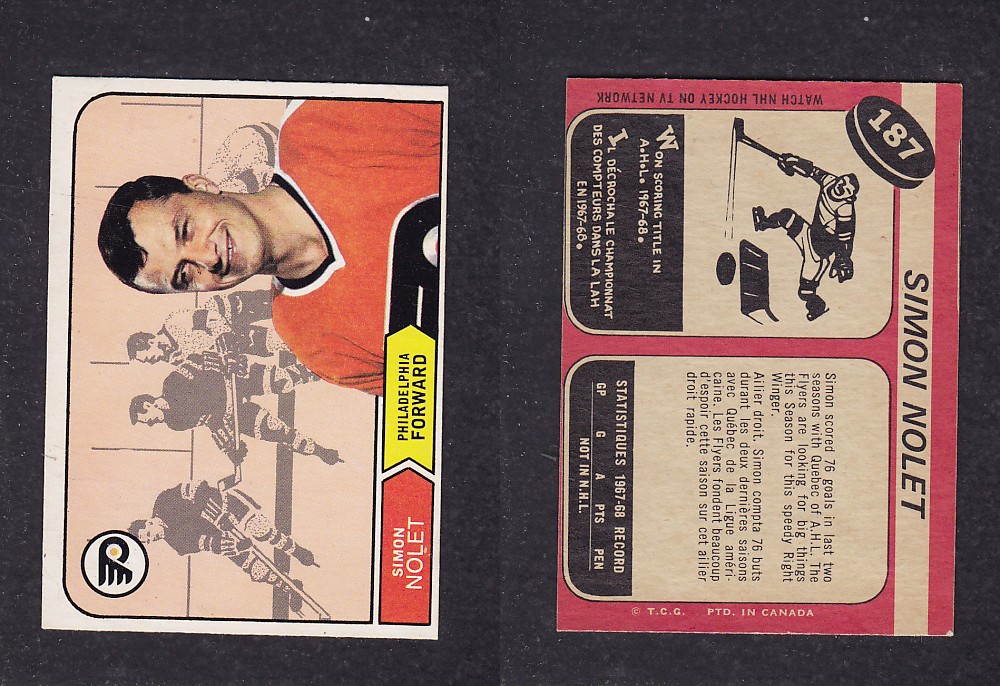 PHILADELPHIA
FORWARD
SIMON
NOLET
187
SIMON NOLET
WATCH NHL HOCKEY ON TV NETWORK
WON SCORING TITLE IN
A.H.L. 1967-68.
IL DÉCROCHA LE CHAMPIONNAT
DES COMPTEURS DANS LA LAH
EN 1967-68.
Simon scored 76 goals in last two
seasons with Quebec of A.H.L. The
Flyers are looking for big things
this Season for this speedy Right
Winger.
Ailier droit, Simon compta 76 buts
durant les deux dernières saisons
avec Québec de la Ligue améri-
caine. Les Flyers fondent beaucoup
d'espoir cette saison sur cet ailier
droit rapide.
STATISTIQUES 1967-68 RECORD
GP G A PTS PEN
NOT IN N.H.L.
© T.C.G. PTD. IN CANADA